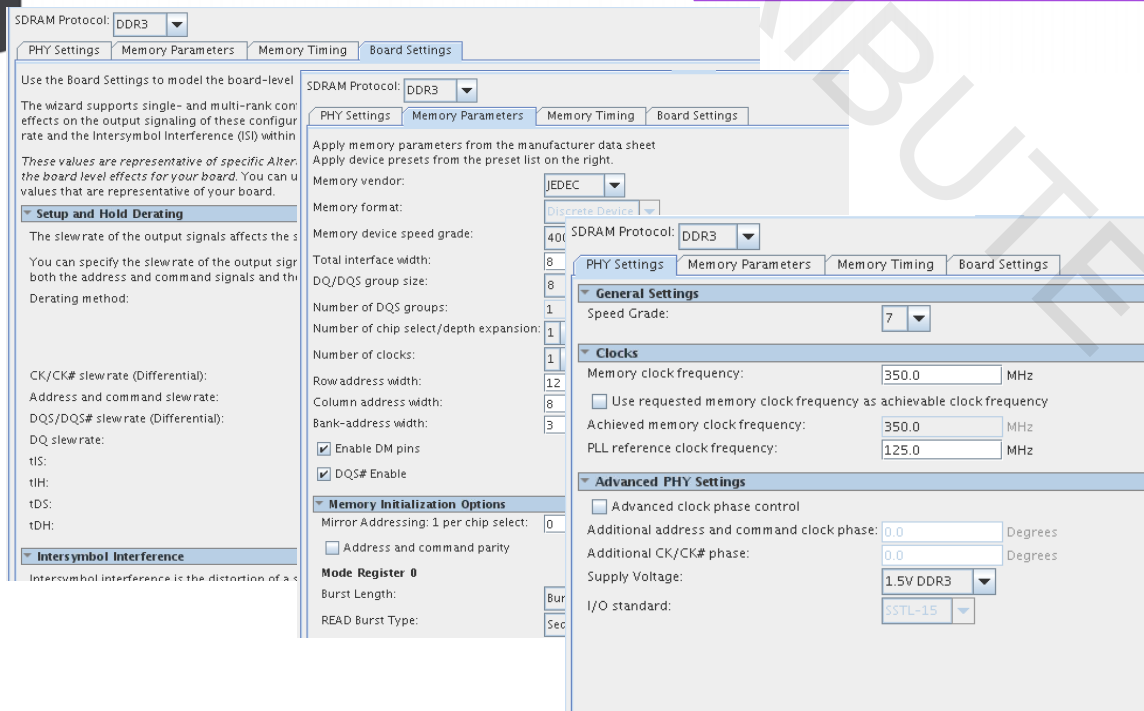 SDRAM Protocol: DDR3
PHY Settings Memory Parameters Memory Timing Board Settings
Use the Board Settings to model the board-level
The wizard supports single- and multi-rank con
effects on the output signaling of these configur
rate and the Intersymbol Interference (ISI) within
These values are representative of specific Alter
the board level effects for your board. You can u
values that are representative of your board.
Setup and Hold Derating
The slew rate of the output signals affects the s
You can specify the slew rate of the output sigr
both the address and command signals and the
Derating method:
CK/CK# slew rate (Differential):
Address and command slew rate:
DQS/DQS# slew rate (Differential):
DQ slew rate:
tIS:
tIH:
tDS:
tDH:
Intersymbol Interference
Intersymbol interference is the distortion of a s
SDRAM Protocol: DDR3
PHY Settings Memory Parameters Memory Timing Board Settings
Apply memory parameters from the manufacturer data sheet
Apply device presets from the preset list on the right.
Memory vendor: JEDEC
Memory format: Discrete Device
Memory device speed grade: 400
Total interface width: 8
DQ/DQS group size: 8
Number of DQS groups: 1
Number of chip select/depth expansion: 1
Number of clocks: 1
Row address width: 12
Column address width: 8
Bank-address width: 3
Enable DM pins
DQS# Enable
Memory Initialization Options
Mirror Addressing: 1 per chip select: 0
Address and command parity
Mode Register 0
Burst Length: Bur
READ Burst Type: Sec
SDRAM Protocol: DDR3
PHY Settings Memory Parameters Memory Timing Board Settings
General Settings
Speed Grade: 7
Clocks
Memory clock frequency: 350.0 MHz
Use requested memory clock frequency as achievable clock frequency
Achieved memory clock frequency: 350.0 MHz
PLL reference clock frequency: 125.0 MHz
Advanced PHY Settings
Advanced clock phase control
Additional address and command clock phase: 0.0 Degrees
Additional CK/CK# phase: 0.0 Degrees
Supply Voltage: 1.5V DDR3
I/O standard: SSTL-15
RIBUTE